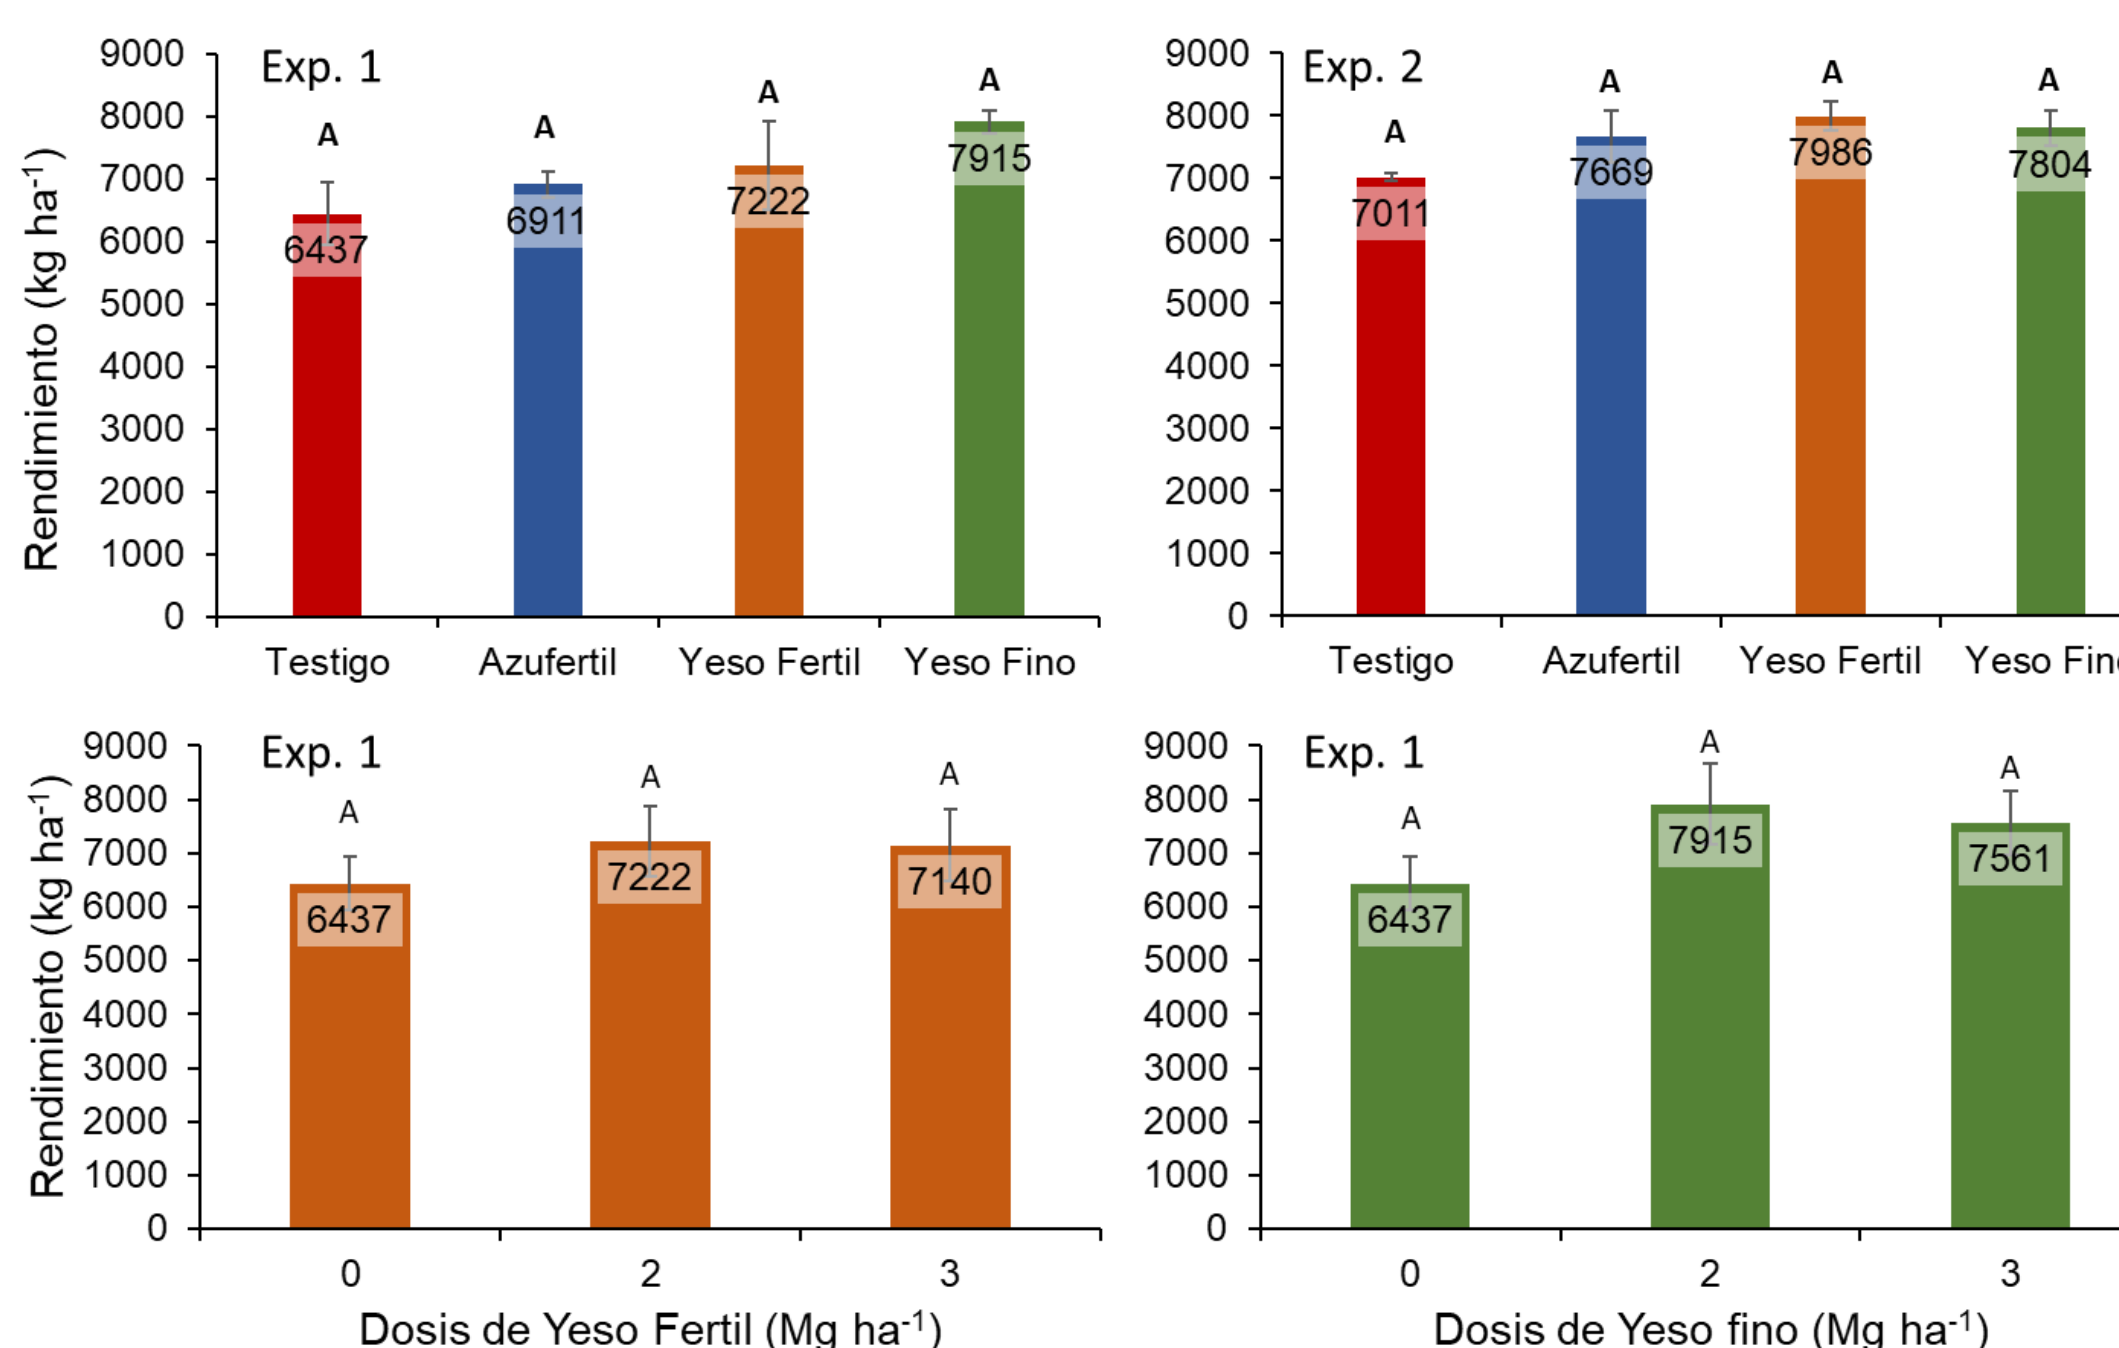 Exp. 1
Rendimiento (kg ha-1)
9000
8000
7000
6000
5000
4000
3000
2000
1000
0
A
A
A
A
6437
6911
7222
7915
Testigo
Azufertil
Yeso Fertil
Yeso Fino
Exp. 2
9000
8000
7000
6000
5000
4000
3000
2000
1000
0
A
A
A
A
7011
7669
7986
7804
Testigo
Azufertil
Yeso Fertil
Yeso Fin
Exp. 1
Rendimiento (kg ha-1)
9000
8000
7000
6000
5000
4000
3000
2000
1000
0
A
A
A
6437
7222
7140
0
2
3
Dosis de Yeso Fertil (Mg ha-1)
Exp. 1
9000
8000
7000
6000
5000
4000
3000
2000
1000
0
A
A
A
6437
7915
7561
0
2
3
Dosis de Yeso fino (Mg ha-1)